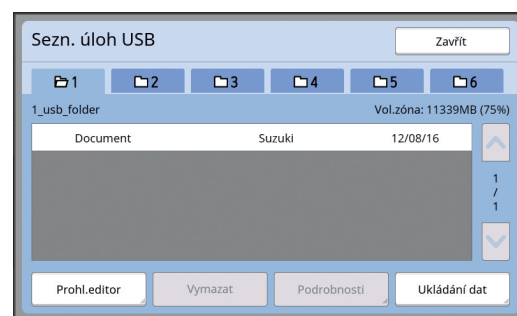 Sezn. úloh USB
Zavřít
1 2 3 4 5 6
1_usb_folder Vol.zóna: 11339MB (75%)
Document Suzuki 12/08/16
1
/
1
Prohl.editor Vymazat Podrobnosti Ukládání dat